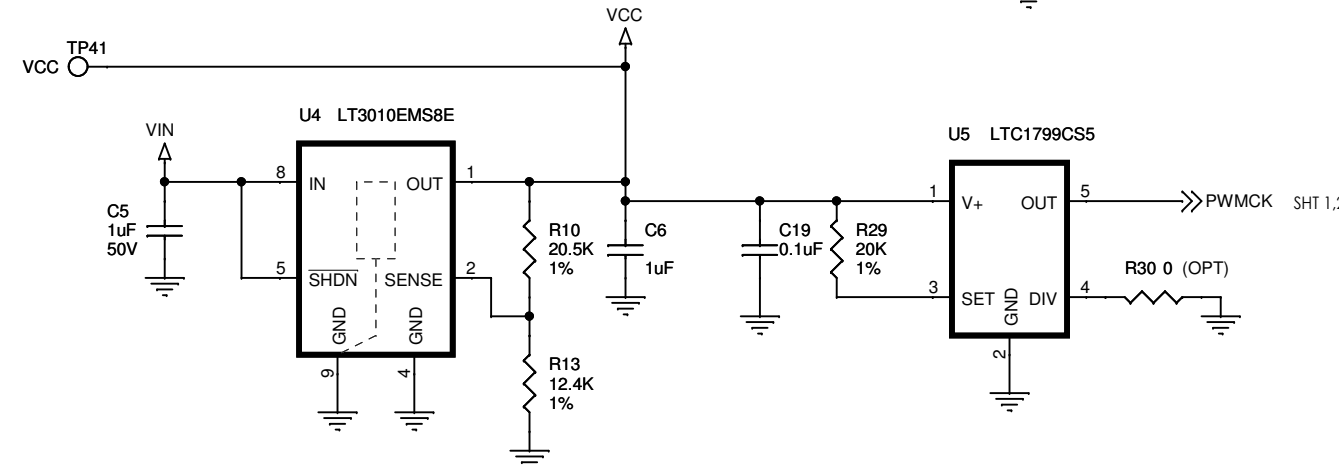 VCC
TP41
VCC
U4 LT3010EMS8E
VIN
8
IN
OUT
1
C5
1uF
50V
5
SHDN
SENSE
2
GND
GND
9
4
R10
20.5K
1%
R13
12.4K
1%
C6
1uF
C19
0.1uF
R29
20K
1%
U5 LTC1799CS5
1
V+
OUT
5
PWMCK SHT 1,2
3
SET
GND
DIV
4
2
R30 0 (OPT)